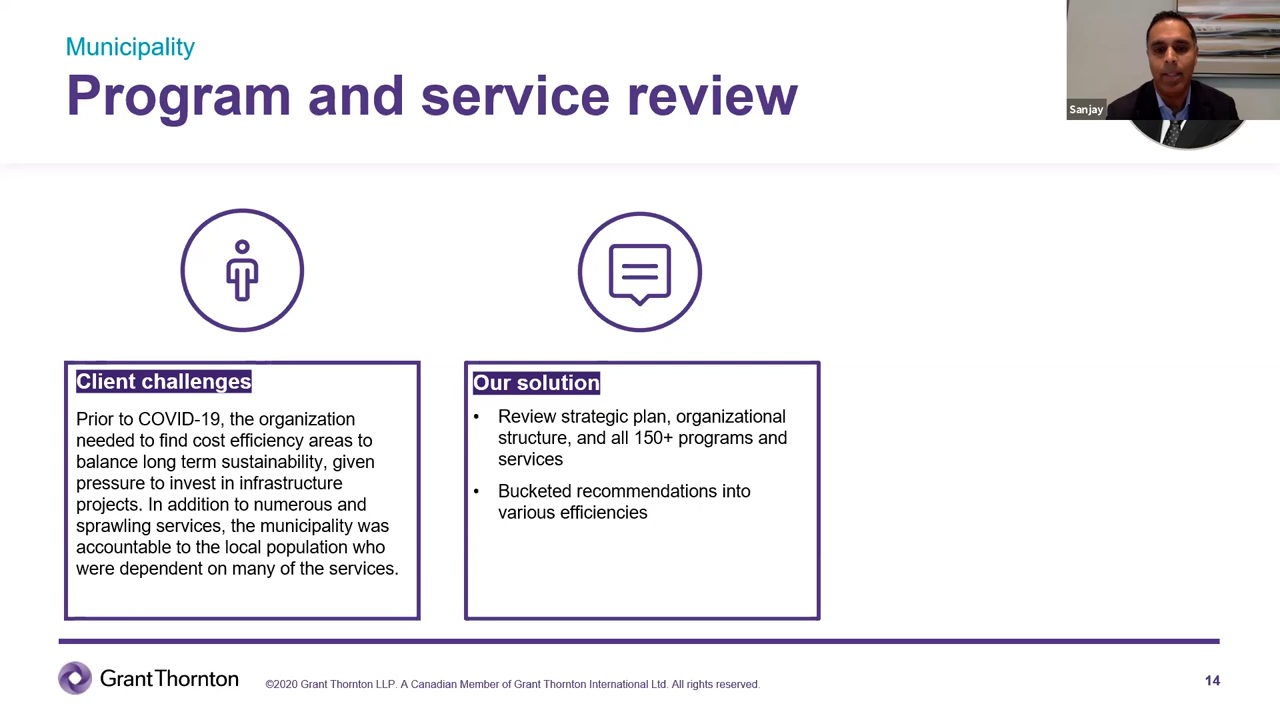 Municipality
Program and service review
Sanjay
Client challenges
Prior to COVID-19, the organization
needed to find cost efficiency areas to
balance long term sustainability, given
pressure to invest in infrastructure
projects. In addition to numerous and
sprawling services, the municipality was
accountable to the local population who
were dependent on many of the services.
Our solution
• Review strategic plan, organizational
structure, and all 150+ programs and
services
• Bucketed recommendations into
various efficiencies
Grant Thornton
©2020 Grant Thornton LLP. A Canadian Member of Grant Thornton International Ltd. All rights reserved.
14